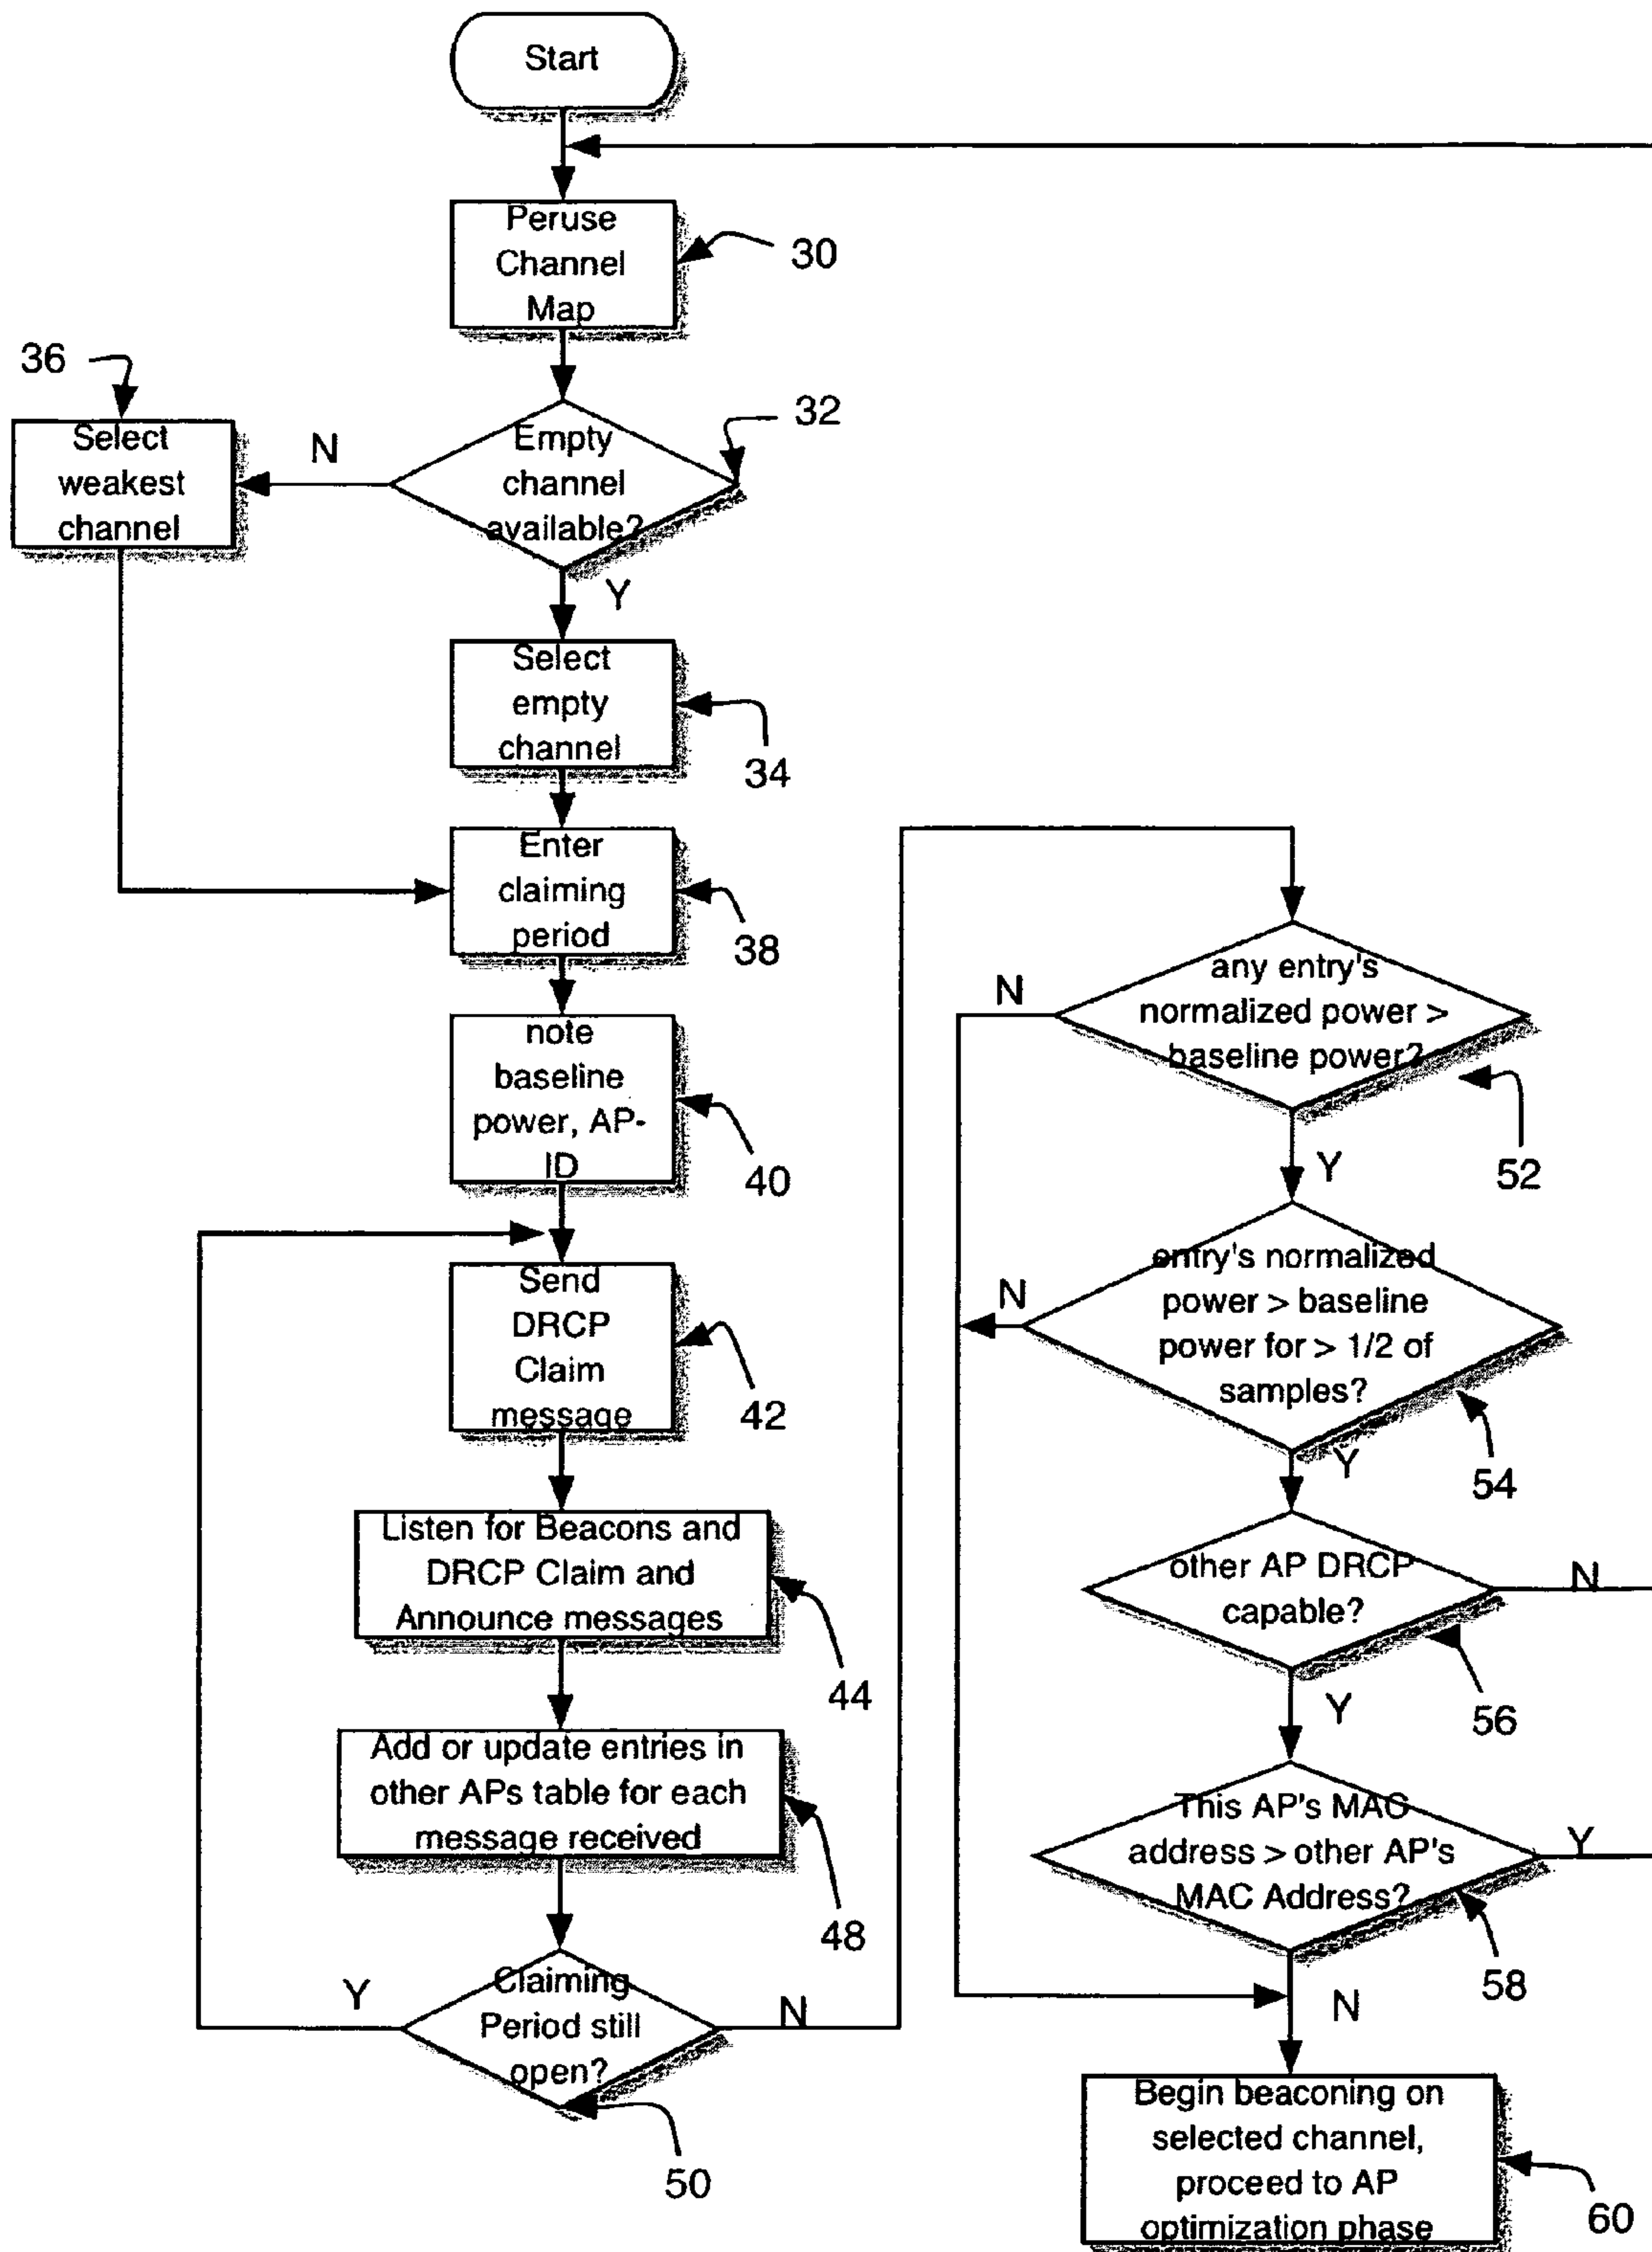 Start
Peruse
Channel
Map
30
36
Select
weakest
channel
N
32
Empty
channel
available?
Y
Select
empty
channel
34
Enter
claiming
period
38
note
baseline
power, AP-
ID
40
Send
DRCP
Claim
message
42
Listen for Beacons and
DRCP Claim and
Announce messages
44
Add or update entries in
other APs table for each
message received
48
Y
Claiming
Period still
open?
N
50
N
any entry's
normalized power >
baseline power?
52
Y
N
entry's normalized
power > baseline
power for > 1/2 of
samples?
54
Y
other AP DRCP
capable?
N
56
Y
This AP's MAC
address > other AP's
MAC Address?
Y
58
N
Begin beaconing on
selected channel,
proceed to AP
optimization phase
60